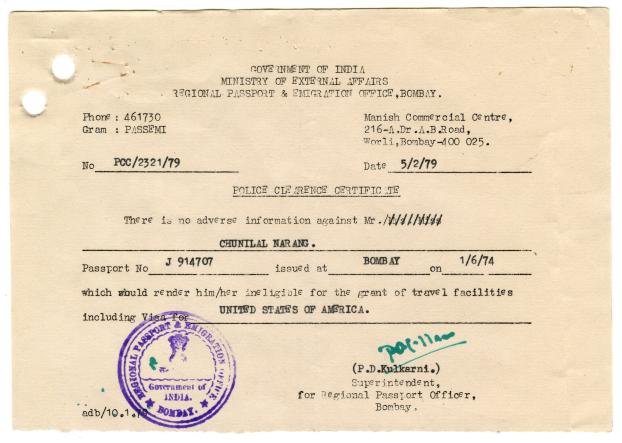 GOVERNMENT OF INDIA
MINISTRY OF EXTERNAL AFFAIRS
REGIONAL PASSPORT & EMIGRATION OFFICE, BOMBAY.
Phone : 461730
Gram : PASSEMI
Manish Commercial Centre,
216-A.Dr.A.B.Road,
Worli,Bombay-400 025.
No PCC/2321/79
Date 5/2/79
POLICE CLEARENCE CERTIFICATE
There is no adverse information against Mr./
CHUNILAL NARANG.
Passport No J 914707 issued at BOMBAY on 1/6/74
which would render him/her ineligible for the grant of travel facilities
including Visa for UNITED STATES OF AMERICA.
(P.D.Kulkarni.)
Superintendent,
for Regional Passport Officer,
Bombay.
REGIONAL PASSPORT & EMIGRATION OFFICE
Government of
INDIA.
BOMBAY.
adb/10.1.79